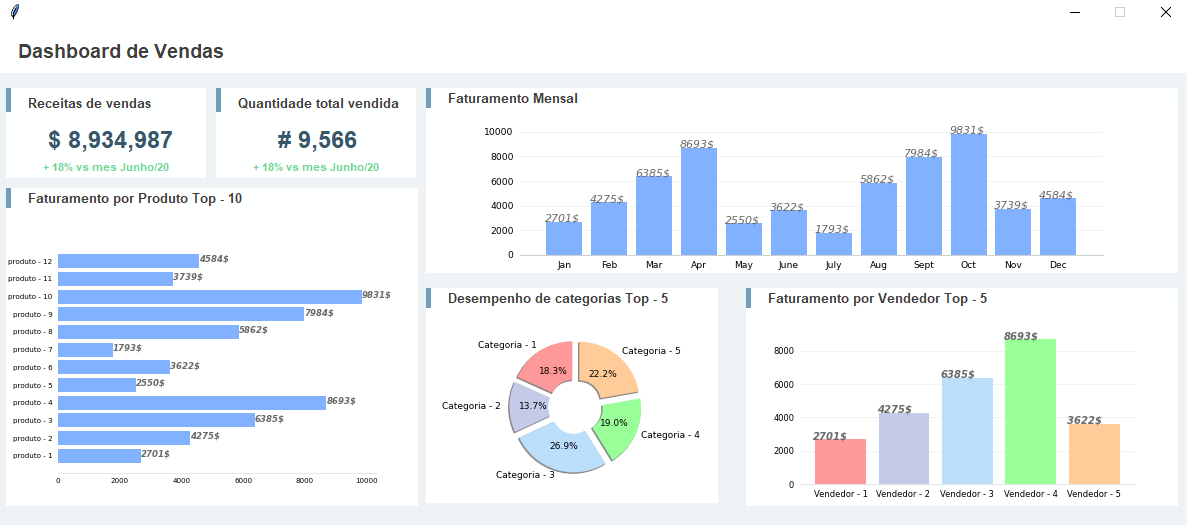 Dashboard de Vendas
Receitas de vendas
$ 8,934,987
+ 18% vs mes Junho/20
Quantidade total vendida
# 9,566
+ 18% vs mes Junho/20
Faturamento Mensal
10000
8000
6000
4000
2000
0
2701$
4275$
6385$
8693$
2550$
3622$
1793$
5862$
7984$
9831$
3739$
4584$
Jan Feb Mar Apr May June July Aug Sept Oct Nov Dec
Faturamento por Produto Top - 10
produto - 12 4584$
produto - 11 3739$
produto - 10 9831$
produto - 9 7984$
produto - 8 5862$
produto - 7 1793$
produto - 6 3622$
produto - 5 2550$
produto - 4 8693$
produto - 3 6385$
produto - 2 4275$
produto - 1 2701$
0 2000 4000 6000 8000 10000
Desempenho de categorias Top - 5
Categoria - 1
18.3%
Categoria - 5
22.2%
Categoria - 2
13.7%
19.0%
Categoria - 4
26.9%
Categoria - 3
Faturamento por Vendedor Top - 5
8000
6000
4000
2000
0
2701$
4275$
6385$
8693$
3622$
Vendedor - 1 Vendedor - 2 Vendedor - 3 Vendedor - 4 Vendedor - 5